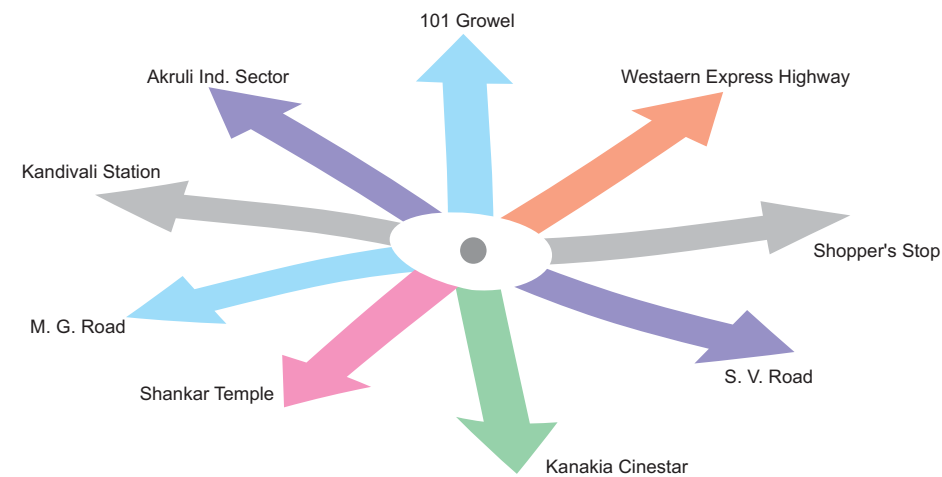 101 Growel
Akruli Ind. Sector
Westaern Express Highway
Kandivali Station
Shopper's Stop
M. G. Road
S. V. Road
Shankar Temple
Kanakia Cinestar